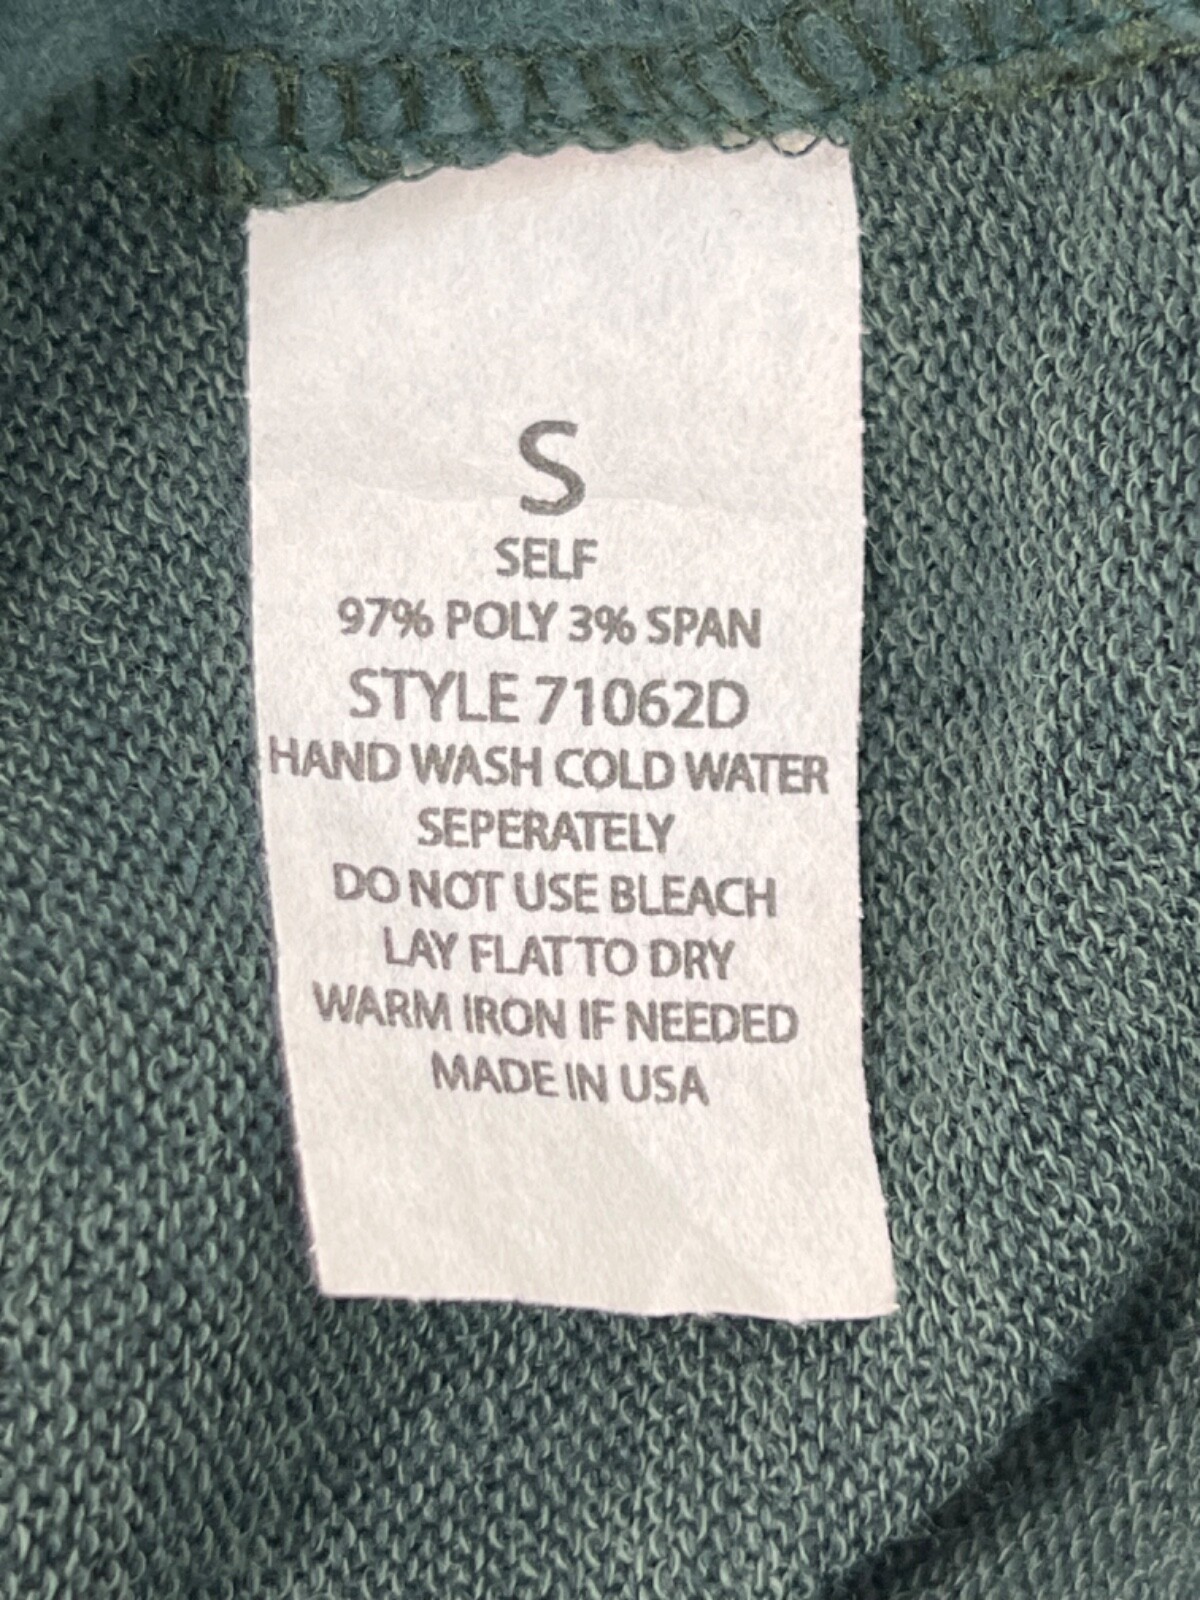 S
SELF
97% POLY 3% SPAN
STYLE 71062D
HAND WASH COLD WATER
SEPERATELY
DO NOT USE BLEACH
LAY FLAT TO DRY
WARM IRON IF NEEDED
MADE IN USA